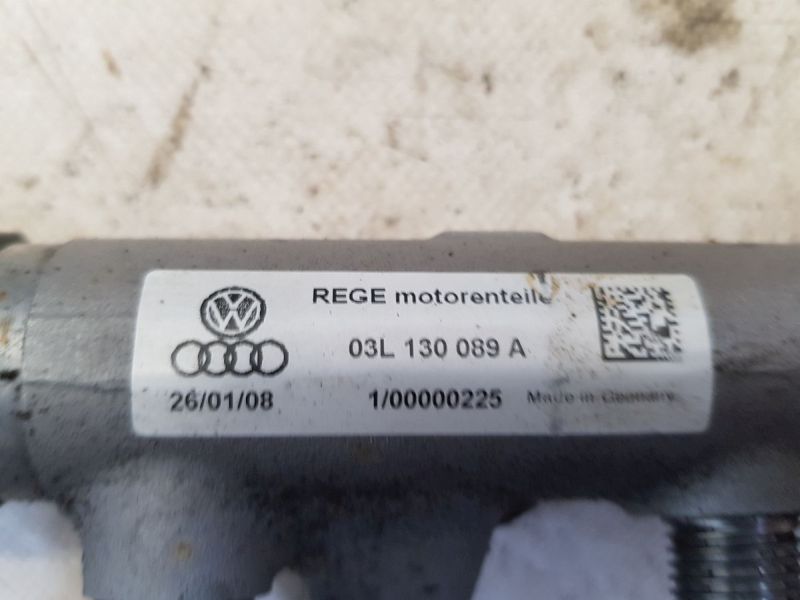 REGE motorenteile
03L 130 089 A
26/01/08 1/00000225 Made in Germany